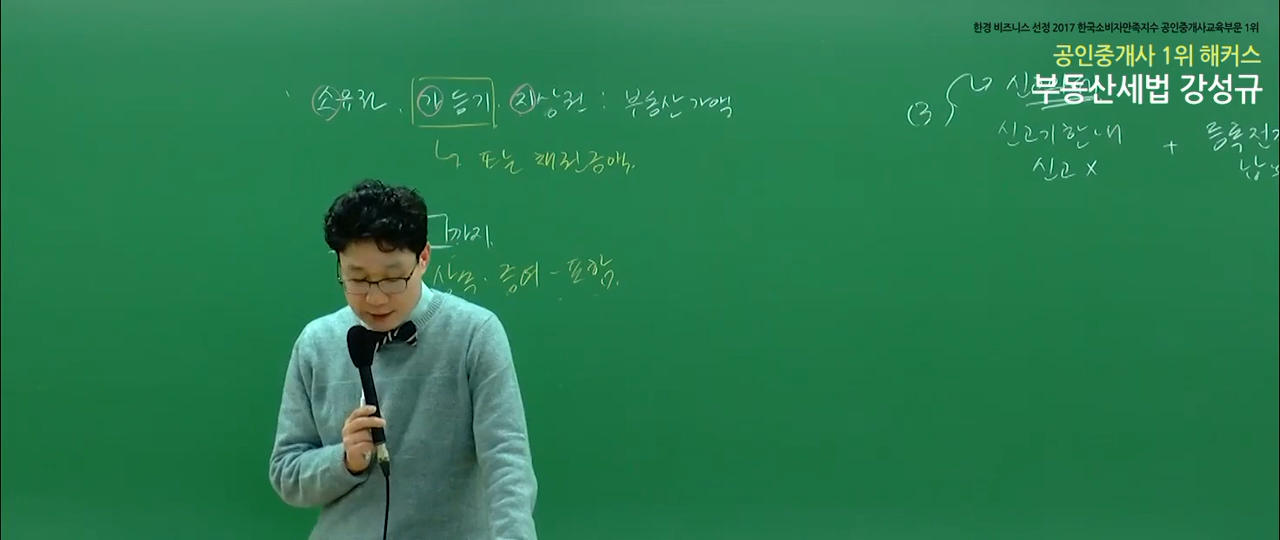 한경 비즈니스 선정 2017 한국소비자만족지수 공인중개사교육부문 1위
공인중개사 1위 해커스
부동산세법 강성규
소유권, 가등기, 지상권 : 부동산가액
↳ 또는 채권금액.
까지.
상속·증여 - 포함.
(3)
신고기한 내
신고 X
+
등록전